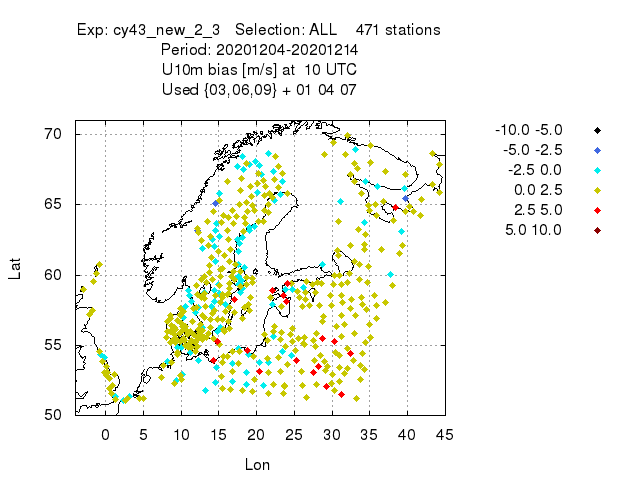 Exp: cy43_new_2_3 Selection: ALL 471 stations
Period: 20201204-20201214
U10m bias [m/s] at 10 UTC
Used {03,06,09} + 01 04 07
-10.0 -5.0
-5.0 -2.5
-2.5 0.0
0.0 2.5
2.5 5.0
5.0 10.0
70
65
60
55
50
Lat
0 5 10 15 20 25 30 35 40 45
Lon